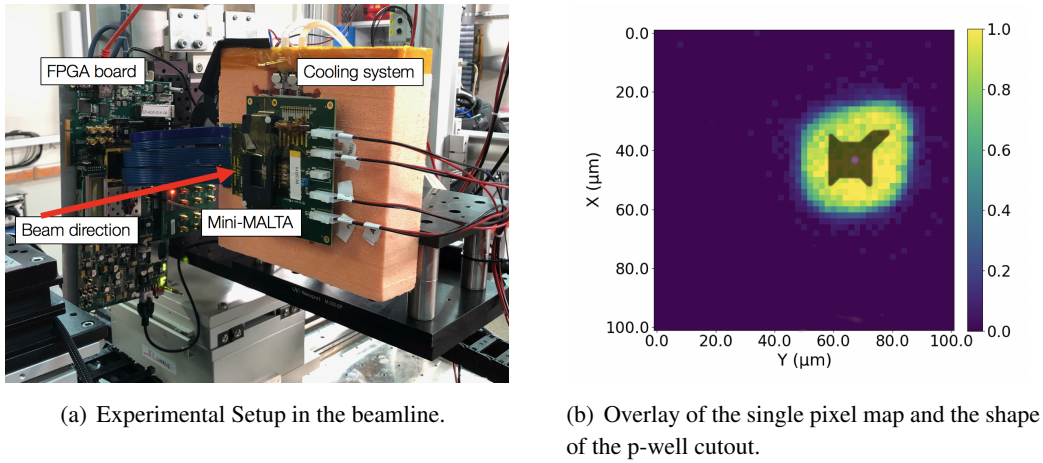 FPGA board
Cooling system
Beam direction
Mini-MALTA
0.0
20.0
40.0
60.0
80.0
100.0
X (μm)
0.0 20.0 40.0 60.0 80.0 100.0
Y (μm)
1.0
0.8
0.6
0.4
0.2
0.0
(a) Experimental Setup in the beamline.
(b) Overlay of the single pixel map and the shape
of the p-well cutout.